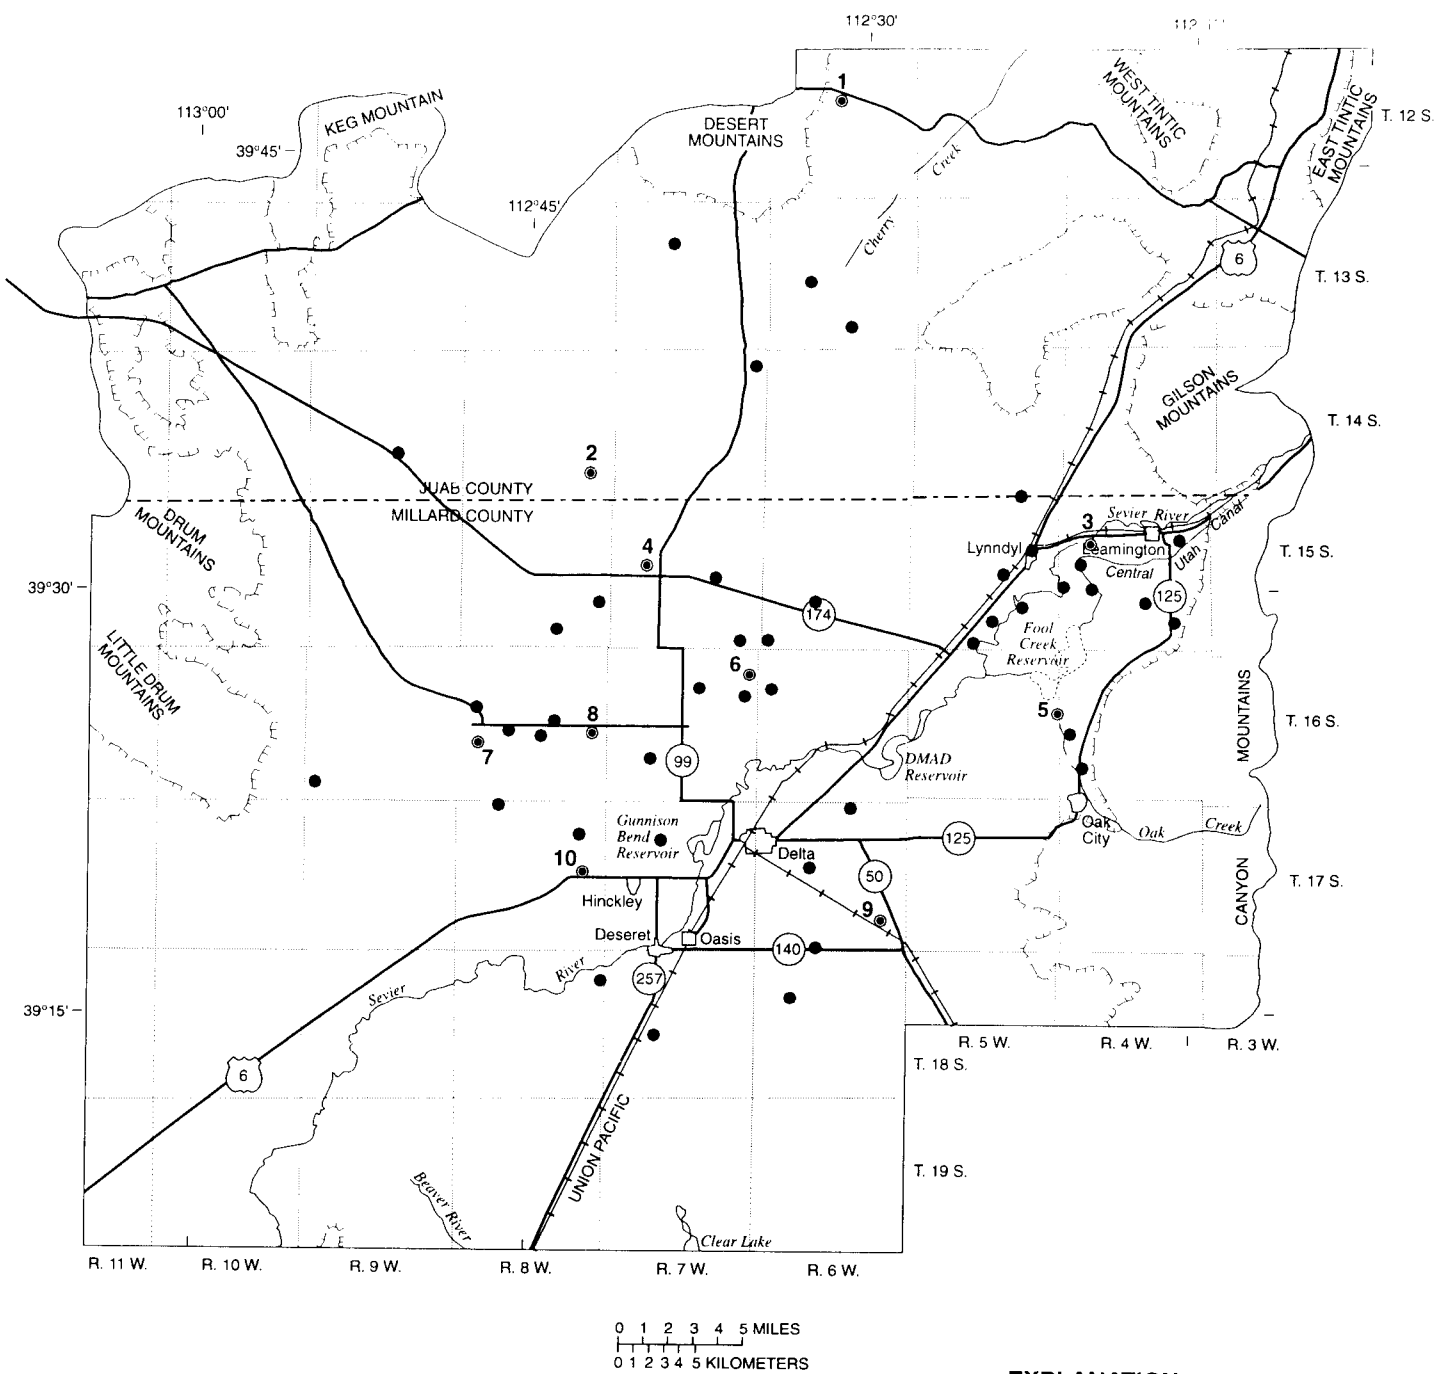 112°30'
1
WEST TINTIC
MOUNTAINS
EAST TINTIC
MOUNTAINS
T. 12 S.
113°00'
KEG MOUNTAIN
39°45'
DESERT
MOUNTAINS
Creek
112°45'
Cherry
6
T. 13 S.
GILSON
MOUNTAINS
T. 14 S.
2
JUAB COUNTY
MILLARD COUNTY
DRUM
MOUNTAINS
Sevier River
Canal
3
4
Lynndyl
Leamington
Utah
Central
T. 15 S.
39°30'
174
125
LITTLE DRUM
MOUNTAINS
Fool
Creek
Reservoir
6
5
MOUNTAINS
8
T. 16 S.
7
99
DMAD
Reservoir
Gunnison
Bend
Reservoir
Oak
City
Oak Creek
125
Delta
10
50
T. 17 S.
Hinckley
CANYON
9
Deseret
Oasis
140
River
257
Sevier
39°15'
R. 5 W.
R. 4 W.
R. 3 W.
T. 18 S.
6
UNION PACIFIC
T. 19 S.
Beaver River
Clear Lake
R. 11 W.
R. 10 W.
R. 9 W.
R. 8 W.
R. 7 W.
R. 6 W.
0 1 2 3 4 5 MILES
0 1 2 3 4 5 KILOMETERS